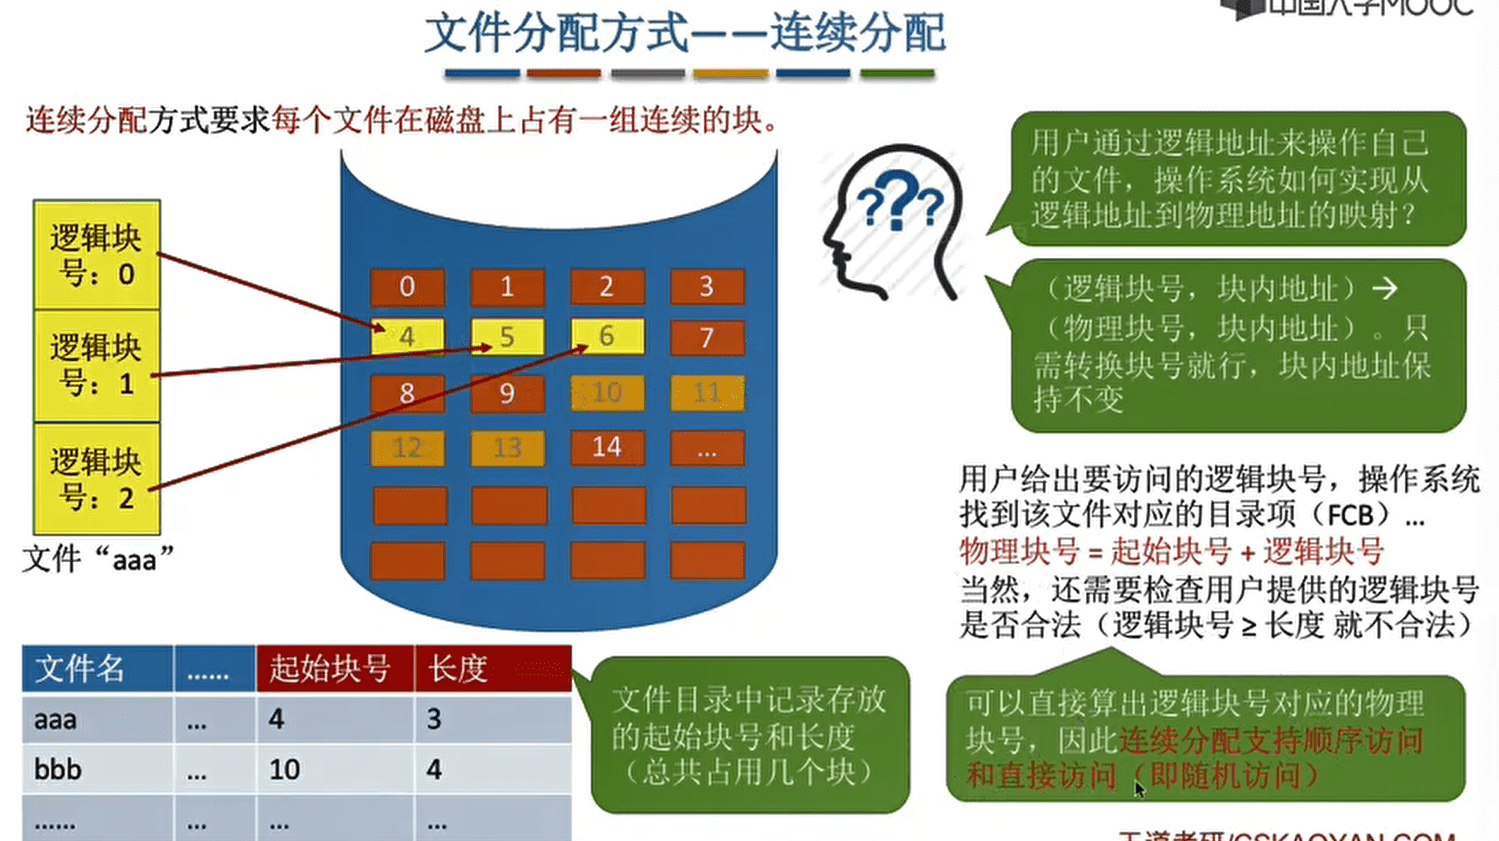 中国大学MOOC
文件分配方式——连续分配
连续分配方式要求每个文件在磁盘上占有一组连续的块。
逻辑块
号：0
逻辑块
号：1
逻辑块
号：2
文件“aaa”
0 1 2 3
4 5 6 7
8 9 10 11
12 13 14 ...
???
用户通过逻辑地址来操作自己
的文件，操作系统如何实现从
逻辑地址到物理地址的映射？
（逻辑块号，块内地址）→
（物理块号，块内地址）。只
需转换块号就行，块内地址保
持不变
用户给出要访问的逻辑块号，操作系统
找到该文件对应的目录项（FCB）...
物理块号 = 起始块号 + 逻辑块号
当然，还需要检查用户提供的逻辑块号
是否合法（逻辑块号 ≥ 长度 就不合法）
可以直接算出逻辑块号对应的物理
块号，因此连续分配支持顺序访问
和直接访问（即随机访问）
文件名 …… 起始块号 长度
aaa ... 4 3
bbb ... 10 4
…… ... ... ...
文件目录中记录存放
的起始块号和长度
（总共占用几个块）
王道考研/CSKAOYAN.COM